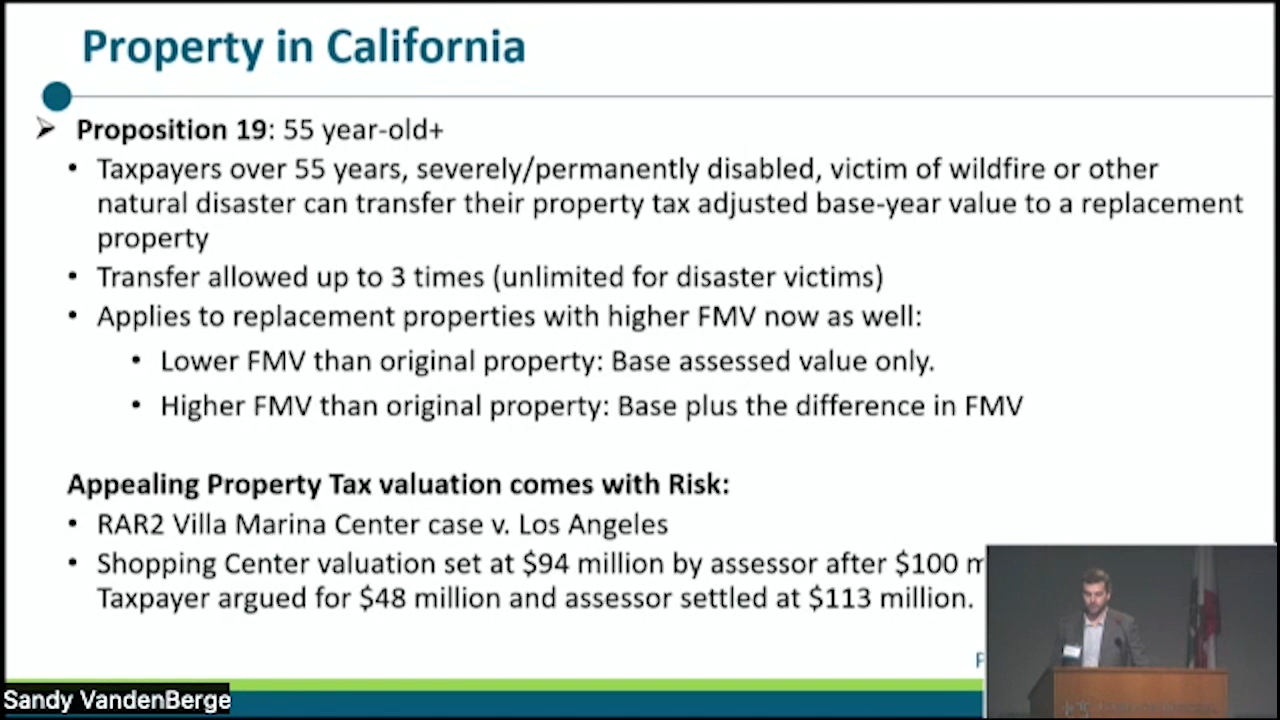 Property in California
Proposition 19: 55 year-old+
• Taxpayers over 55 years, severely/permanently disabled, victim of wildfire or other
natural disaster can transfer their property tax adjusted base-year value to a replacement
property
• Transfer allowed up to 3 times (unlimited for disaster victims)
• Applies to replacement properties with higher FMV now as well:
• Lower FMV than original property: Base assessed value only.
• Higher FMV than original property: Base plus the difference in FMV
Appealing Property Tax valuation comes with Risk:
• RAR2 Villa Marina Center case v. Los Angeles
• Shopping Center valuation set at $94 million by assessor after $100 m
Taxpayer argued for $48 million and assessor settled at $113 million.
Sandy VandenBerge